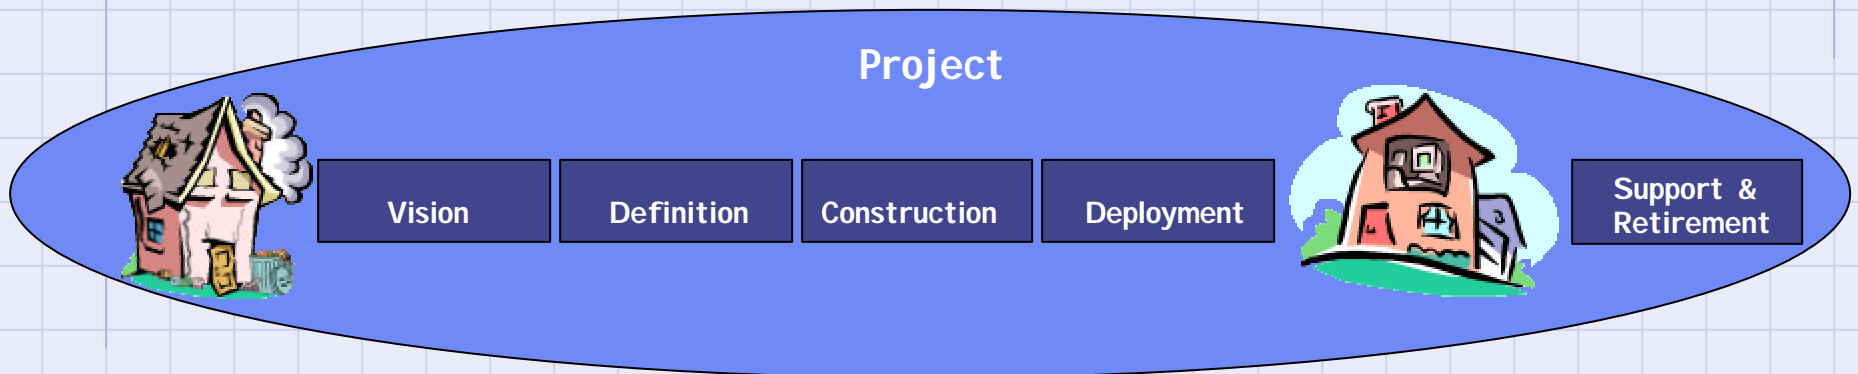 Project
Vision
Definition
Construction
Deployment
Support &
Retirement